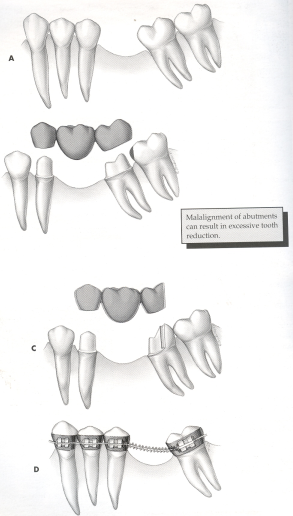 A
Malalignment of abutments
can result in excessive tooth
reduction.
C
D